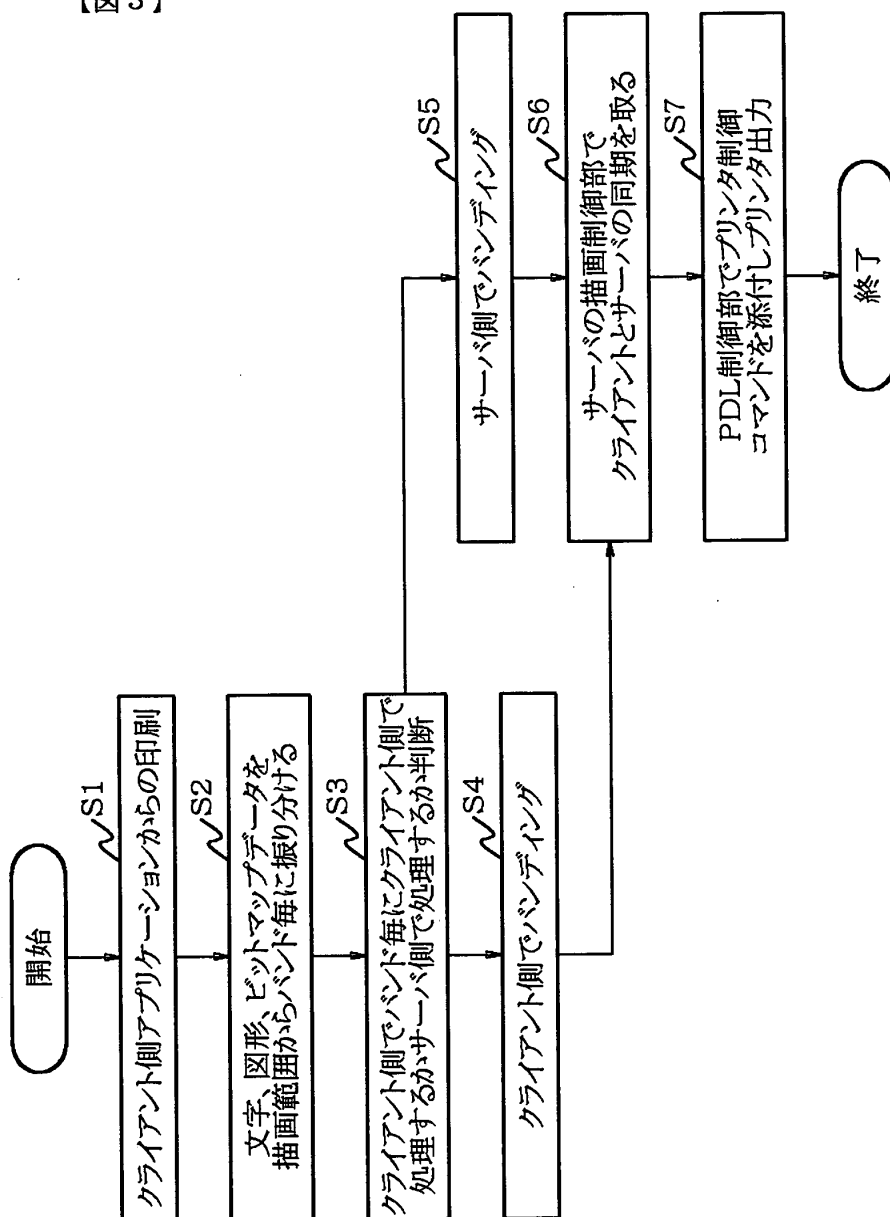 【図3】
開始
S1
クライアント側アプリケーションからの印刷
S2
文字、図形、ビットマップデータを
描画範囲からバンド毎に振り分ける
S3
クライアント側でバンド毎にクライアント側で
処理するかサーバ側で処理するか判断
S4
クライアント側でバンディング
S5
サーバ側でバンディング
S6
サーバの描画制御部で
クライアントとサーバの同期を取る
S7
PDL制御部でプリンタ制御
コマンドを添付しプリンタ出力
終了